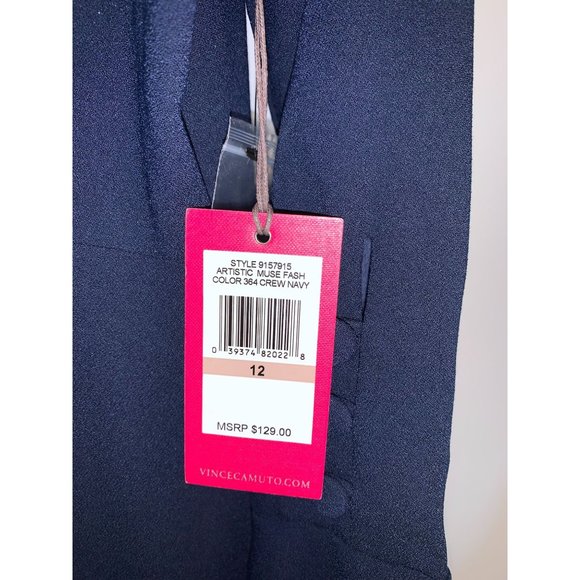 STYLE 9157915
ARTISTIC MUSE FASH
COLOR 364 CREW NAVY
0 39374 82022 8
12
MSRP $129.00
VINCECAMUTO.COM